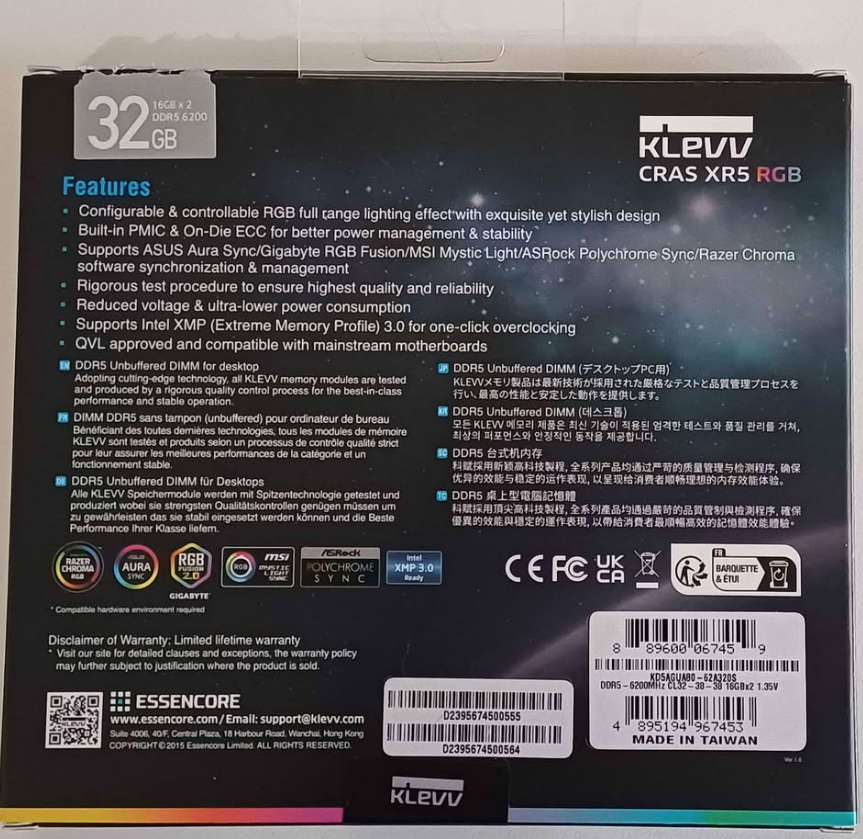 32
GB
16GB x 2
DDR5 6200
KLEVV
CRAS XR5 RGB
Features
• Configurable & controllable RGB full range lighting effect with exquisite yet stylish design
• Built-in PMIC & On-Die ECC for better power management & stability
• Supports ASUS Aura Sync/Gigabyte RGB Fusion/MSI Mystic Light/ASRock Polychrome Sync/Razer Chroma
software synchronization & management
• Rigorous test procedure to ensure highest quality and reliability
• Reduced voltage & ultra-lower power consumption
• Supports Intel XMP (Extreme Memory Profile) 3.0 for one-click overclocking
• QVL approved and compatible with mainstream motherboards
EN DDR5 Unbuffered DIMM for desktop
Adopting cutting-edge technology, all KLEVV memory modules are tested
and produced by a rigorous quality control process for the best-in-class
performance and stable operation.
FR DIMM DDR5 sans tampon (unbuffered) pour ordinateur de bureau
Bénéficiant des toutes dernières technologies, tous les modules de mémoire
KLEVV sont testés et produits selon un processus de contrôle qualité strict
pour leur assurer les meilleures performances de la catégorie et un
fonctionnement stable.
DE DDR5 Unbuffered DIMM für Desktops
Alle KLEVV Speichermodule werden mit Spitzentechnologie getestet und
produziert wobei sie strengsten Qualitätskontrollen genügen müssen um
zu gewährleisten das sie stabil eingesetzt werden können und die Beste
Performance ihrer Klasse liefern.
JP DDR5 Unbuffered DIMM (デスクトップPC用)
KLEVVメモリ製品は最新技術が採用された厳格なテストと品質管理プロセスを
行い、最高の性能と安定した動作を提供します。
KR DDR5 Unbuffered DIMM (데스크톱)
모든 KLEVV 메모리 제품은 최신 기술이 적용된 엄격한 테스트와 품질 관리를 거쳐,
최상의 퍼포먼스와 안정적인 동작을 제공합니다.
SC DDR5 台式机内存
科赋采用新颖高科技制程, 全系列产品均通过严苛的质量管理与检测程序, 确保
优异的效能与稳定的运作表现, 以呈现给消费者顺畅理想的内存效能体验。
TC DDR5 桌上型電腦記憶體
科賦採用頂尖高科技製程, 全系列產品均通過嚴苛的品質管制與檢測程序, 確保
優異的效能與穩定的運作表現, 以帶給消費者最順暢高效的記憶體效能體驗。
RAZER
CHROMA
RGB
ASUS
AURA
SYNC
RGB
FUSION
2.0
GIGABYTE
RGB
msi
MYSTIC
LIGHT
SYNC
ASRock
POLYCHROME
SYNC
intel
XMP 3.0
Ready
CE FC UK
CA
FR
BARQUETTE
& ÉTUI
* Compatible hardware environment required
Disclaimer of Warranty: Limited lifetime warranty
* Visit our site for detailed clauses and exceptions, the warranty policy
may further subject to justification where the product is sold.
ESSENCORE
www.essencore.com / Email: support@klevv.com
Suite 4006, 40/F, Central Plaza, 18 Harbour Road, Wanchai, Hong Kong
COPYRIGHT © 2015 Essencore Limited. ALL RIGHTS RESERVED.
D2395674500555
D2395674500564
8 89600 06745 9
KD5AGUA80-62A320S
DDR5-6200MHz CL32-38-38 16GBx2 1.35V
4 895194 967453
MADE IN TAIWAN
Ver 1.0
KLEVV